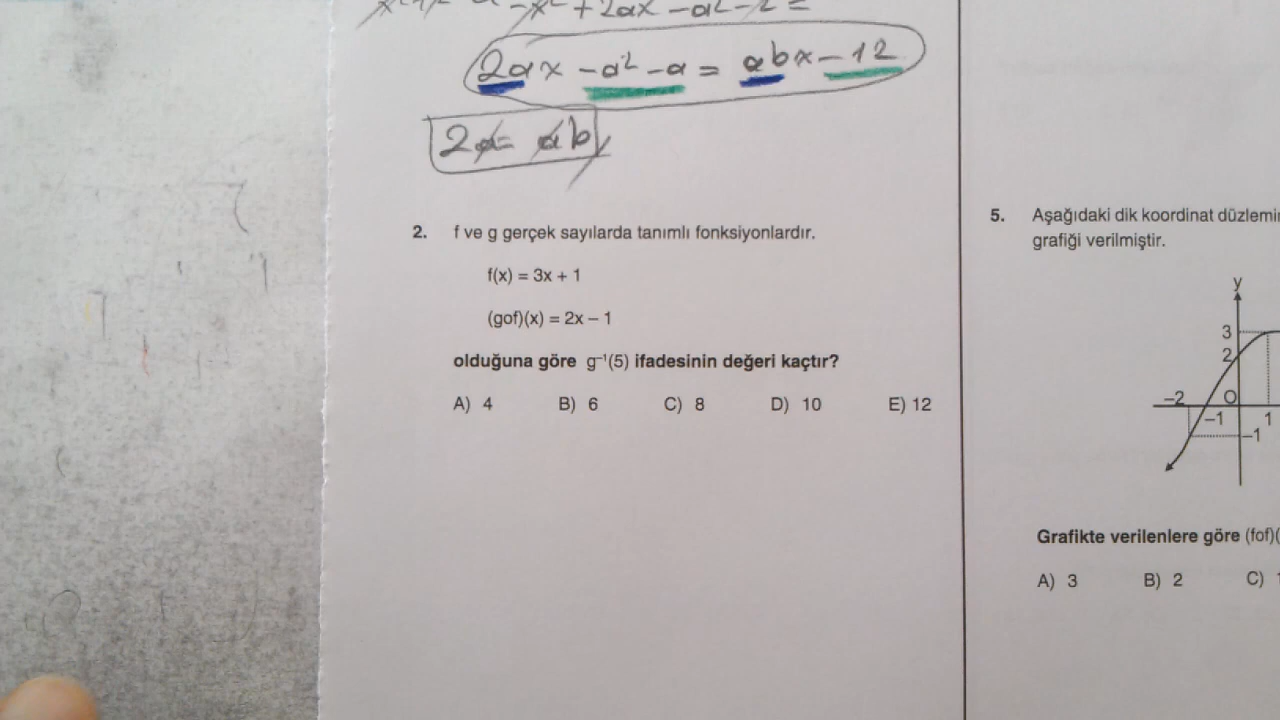 2ax - a² - a = abx - 12
2a = ab
2. f ve g gerçek sayılarda tanımlı fonksiyonlardır.
f(x) = 3x + 1
(gof)(x) = 2x – 1
olduğuna göre g⁻¹(5) ifadesinin değeri kaçtır?
A) 4 B) 6 C) 8 D) 10 E) 12
5. Aşağıdaki dik koordinat
grafiği verilmiştir.
y
3
2
–2 O
–1 1
–1
Grafikte verilenlere göre (fof)(
A) 3 B) 2 C)